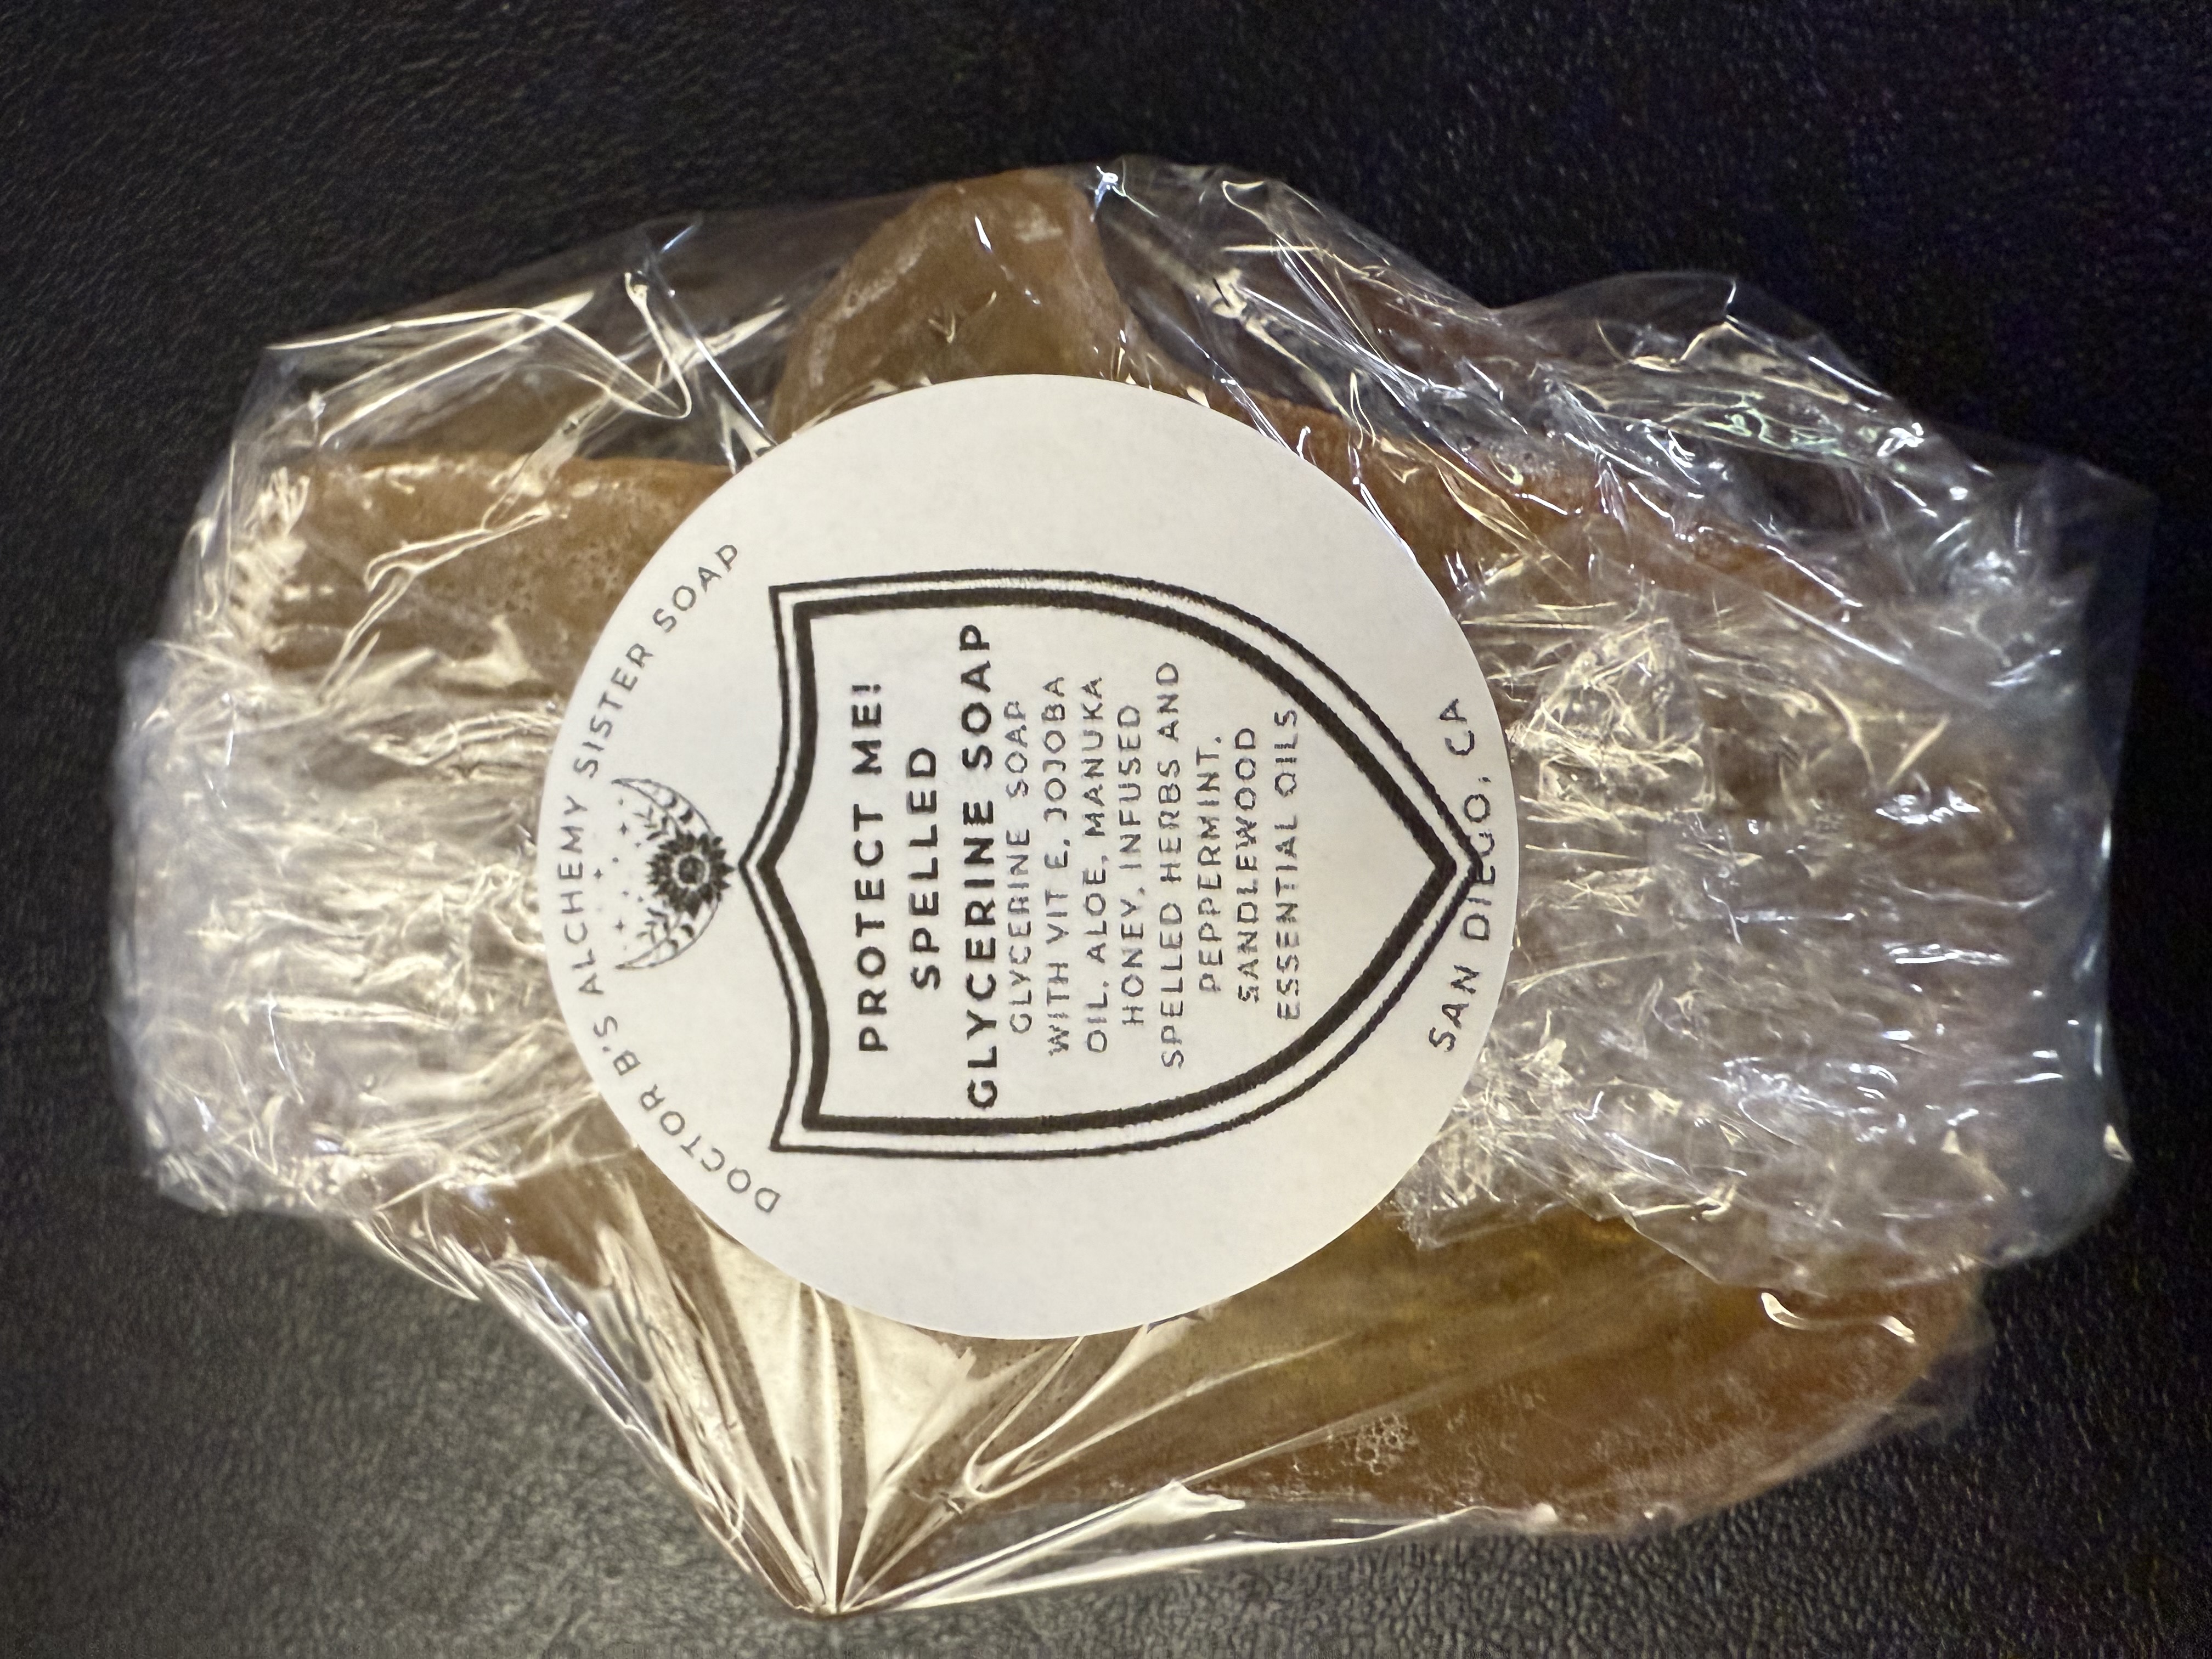 DOCTOR B'S ALCHEMY SISTER SOAP
PROTECT ME!
SPELLED
GLYCERINE SOAP
GLYCERINE SOAP
WITH VIT E, JOJOBA
OIL, ALOE, MANUKA
HONEY, INFUSED
SPELLED HERBS AND
PEPPERMINT,
SANDLEWOOD
ESSENTIAL OILS
SAN DIEGO, CA